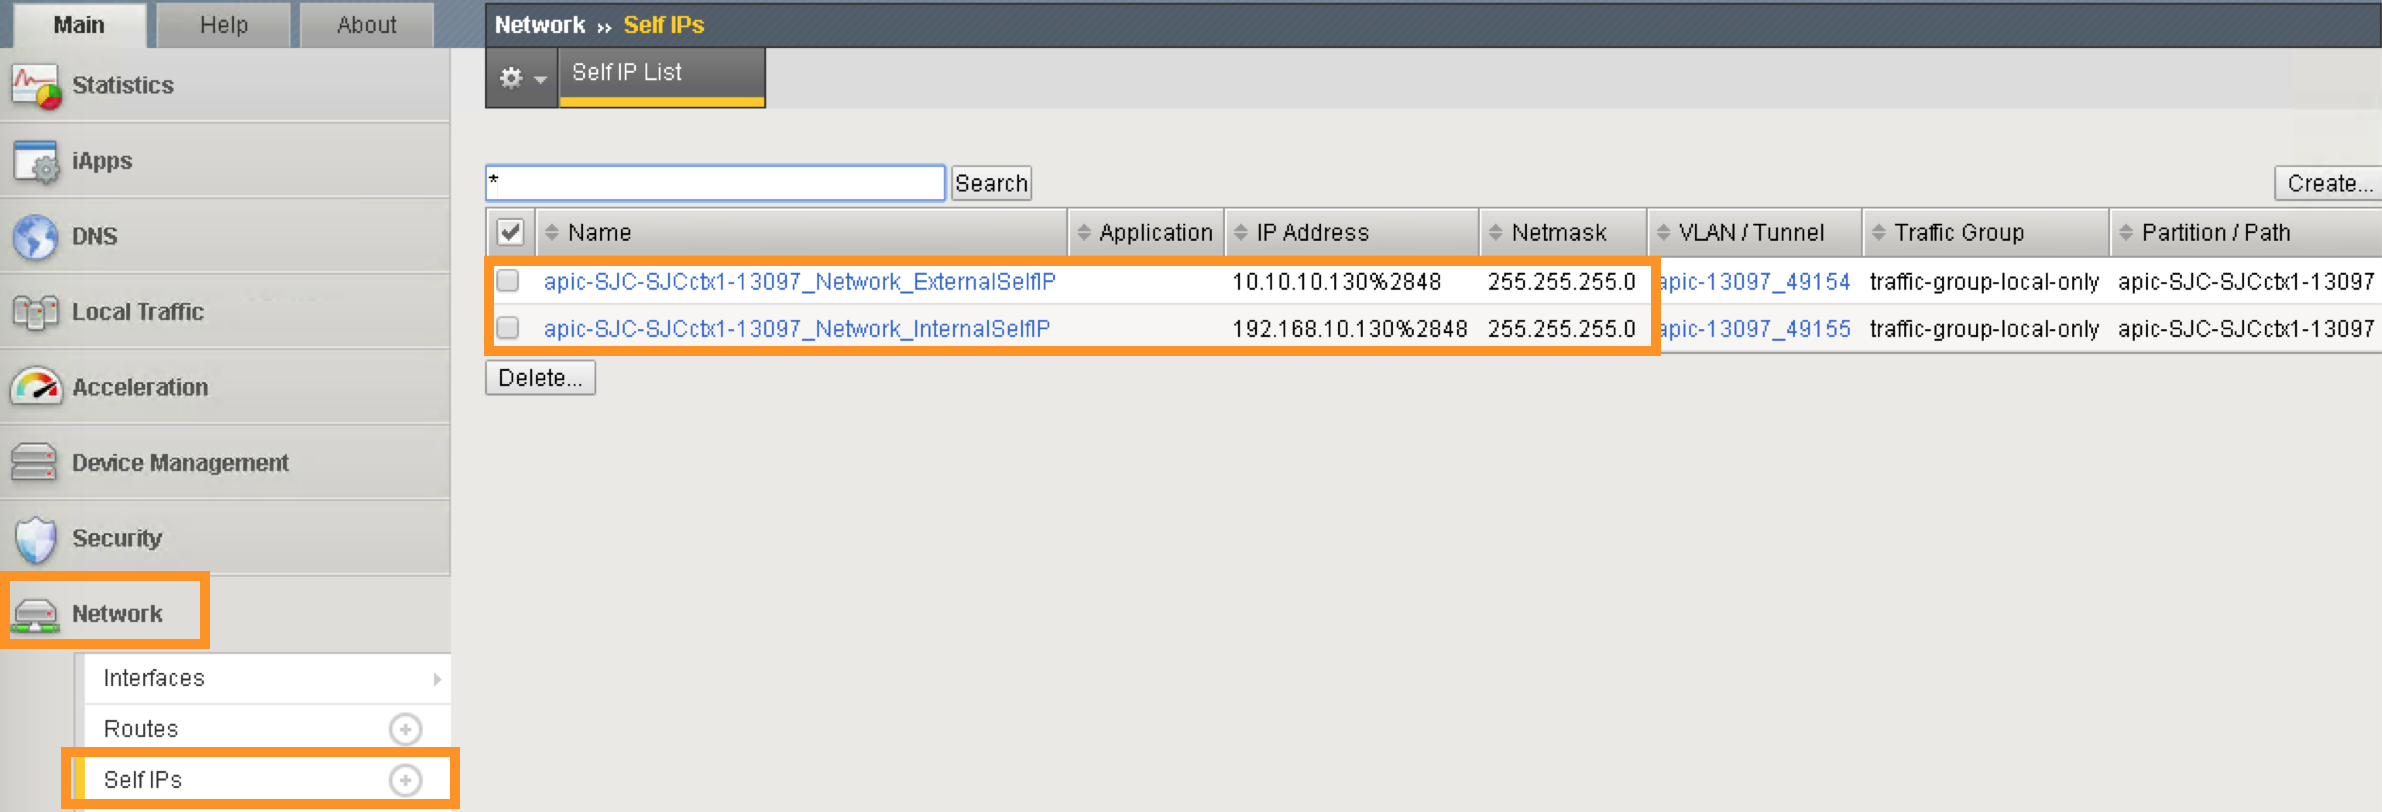 Main Help About
Network » Self IPs
Self IP List
Statistics
iApps
DNS
Local Traffic
Acceleration
Device Management
Security
Network
Interfaces
Routes
Self IPs
* Search Create...
Name Application IP Address Netmask VLAN / Tunnel Traffic Group Partition / Path
apic-SJC-SJCctx1-13097_Network_ExternalSelfIP 10.10.10.130%2848 255.255.255.0 apic-13097_49154 traffic-group-local-only apic-SJC-SJCctx1-13097
apic-SJC-SJCctx1-13097_Network_InternalSelfIP 192.168.10.130%2848 255.255.255.0 apic-13097_49155 traffic-group-local-only apic-SJC-SJCctx1-13097
Delete...